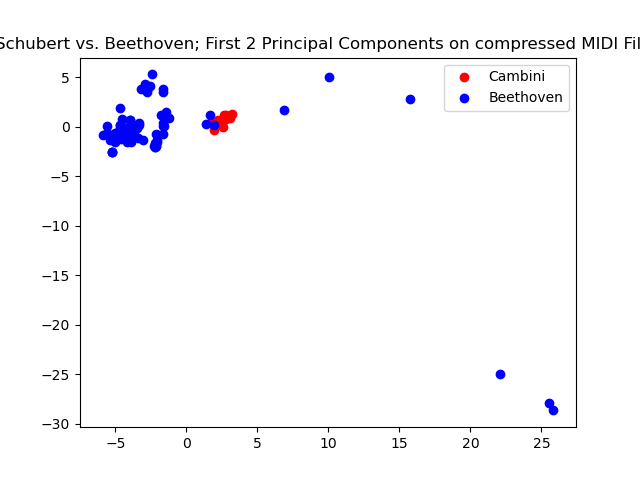 Schubert vs. Beethoven; First 2 Principal Components on compressed MIDI Fil
Cambini
Beethoven
5
0
−5
−10
−15
−20
−25
−30
−5 0 5 10 15 20 25